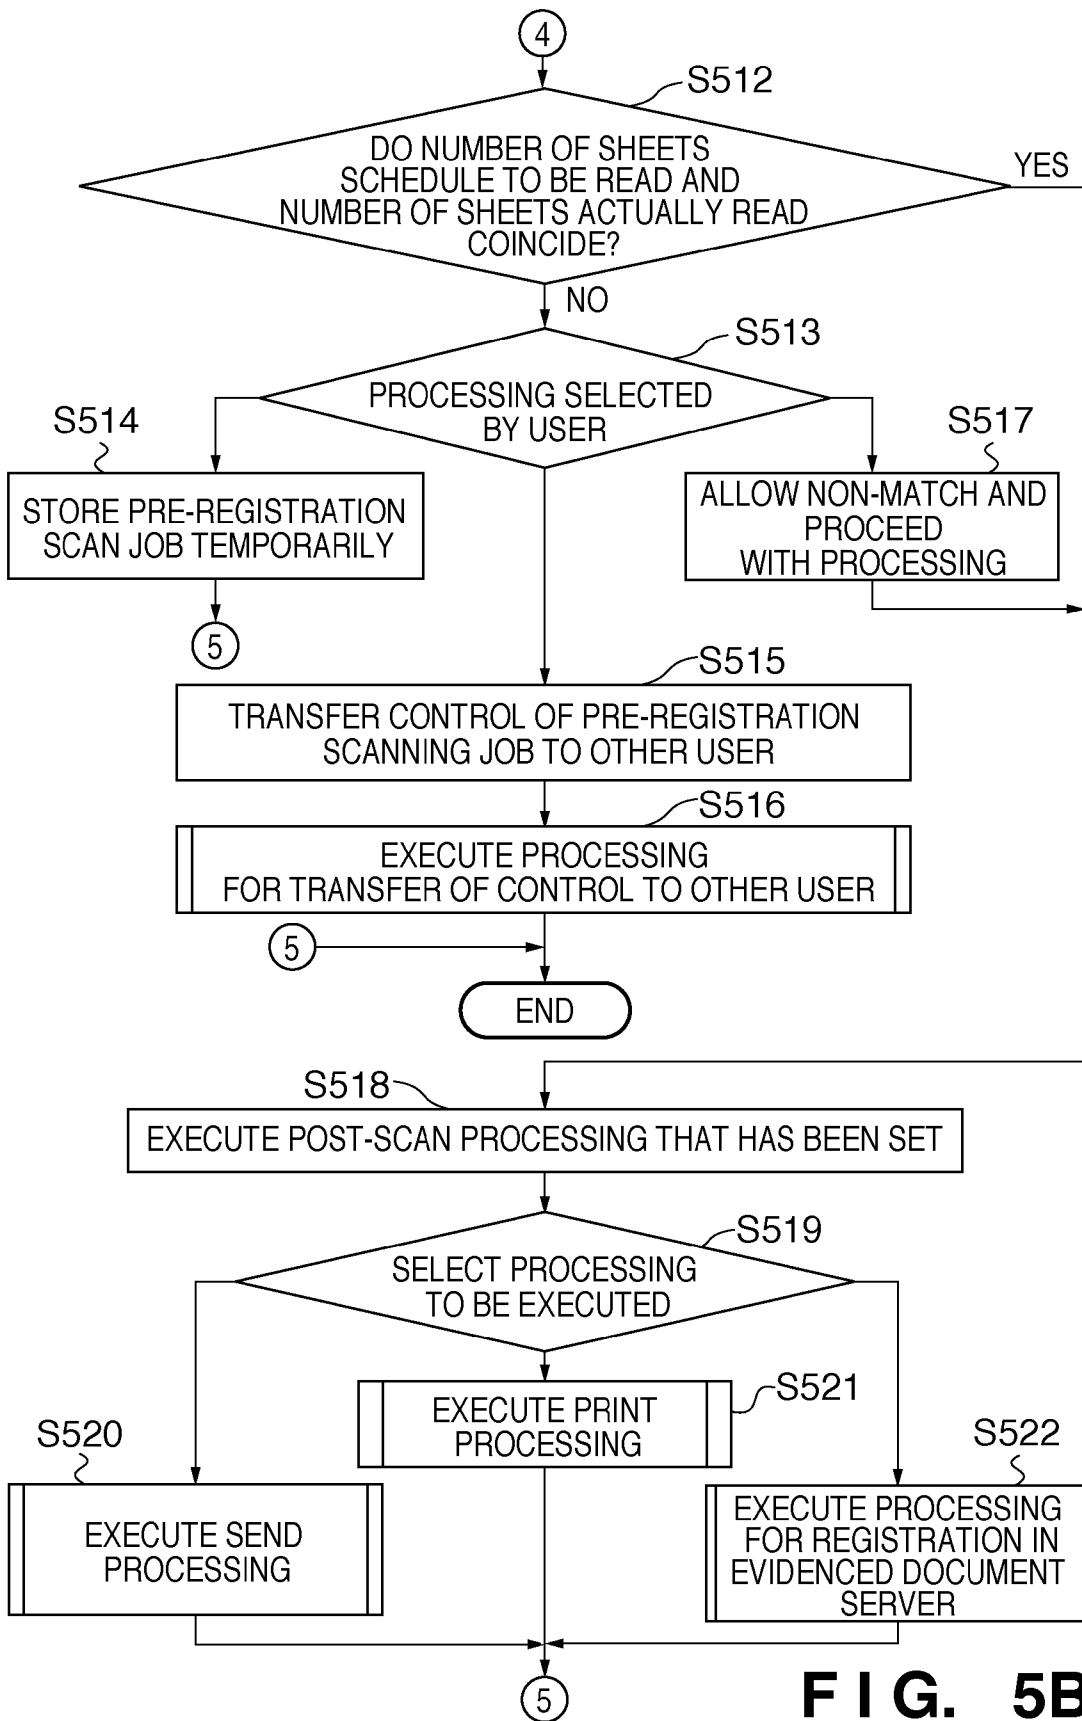 4
S512
DO NUMBER OF SHEETS
SCHEDULE TO BE READ AND
NUMBER OF SHEETS ACTUALLY READ
COINCIDE?
YES
NO
S513
PROCESSING SELECTED
BY USER
S514
STORE PRE-REGISTRATION
SCAN JOB TEMPORARILY
5
S517
ALLOW NON-MATCH AND
PROCEED
WITH PROCESSING
S515
TRANSFER CONTROL OF PRE-REGISTRATION
SCANNING JOB TO OTHER USER
S516
EXECUTE PROCESSING
FOR TRANSFER OF CONTROL TO OTHER USER
5
END
S518
EXECUTE POST-SCAN PROCESSING THAT HAS BEEN SET
S519
SELECT PROCESSING
TO BE EXECUTED
S521
EXECUTE PRINT
PROCESSING
S520
EXECUTE SEND
PROCESSING
S522
EXECUTE PROCESSING
FOR REGISTRATION IN
EVIDENCED DOCUMENT
SERVER
5
FIG. 5B